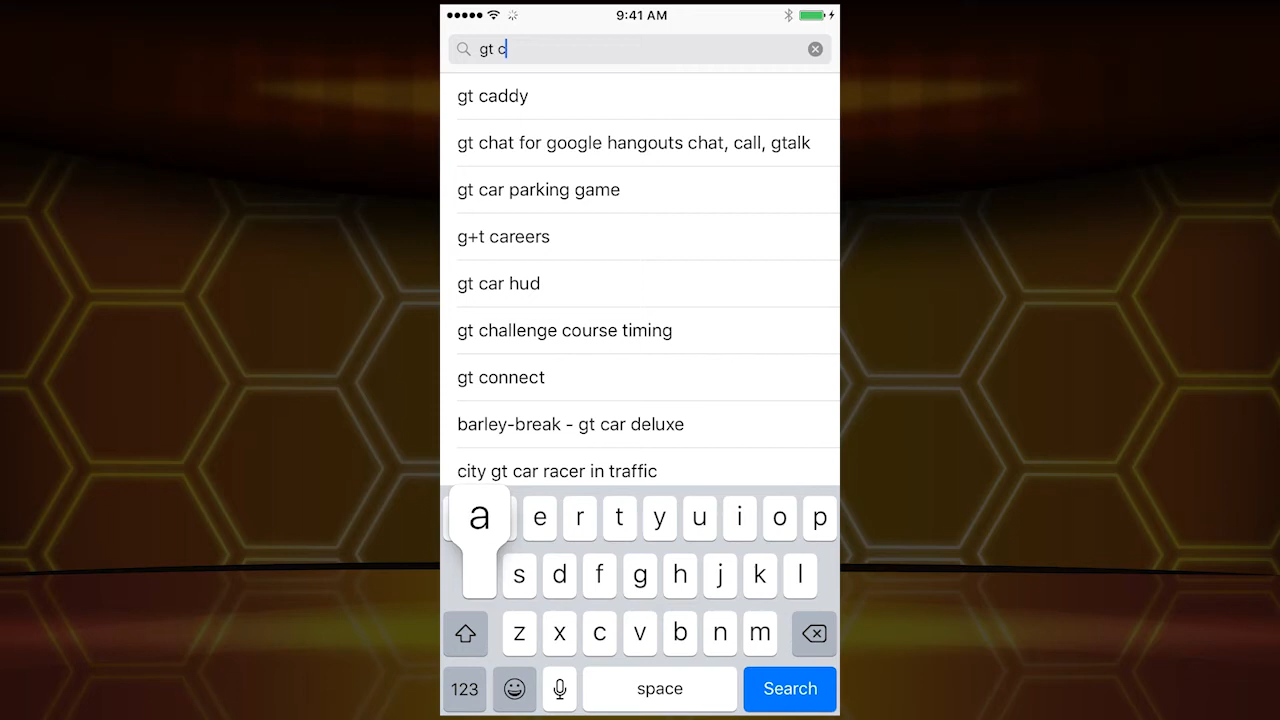 9:41 AM
gt c
gt caddy
gt chat for google hangouts chat, call, gtalk
gt car parking game
g+t careers
gt car hud
gt challenge course timing
gt connect
barley-break - gt car deluxe
city gt car racer in traffic
a e r t y u i o p
s d f g h j k l
z x c v b n m
123 space Search